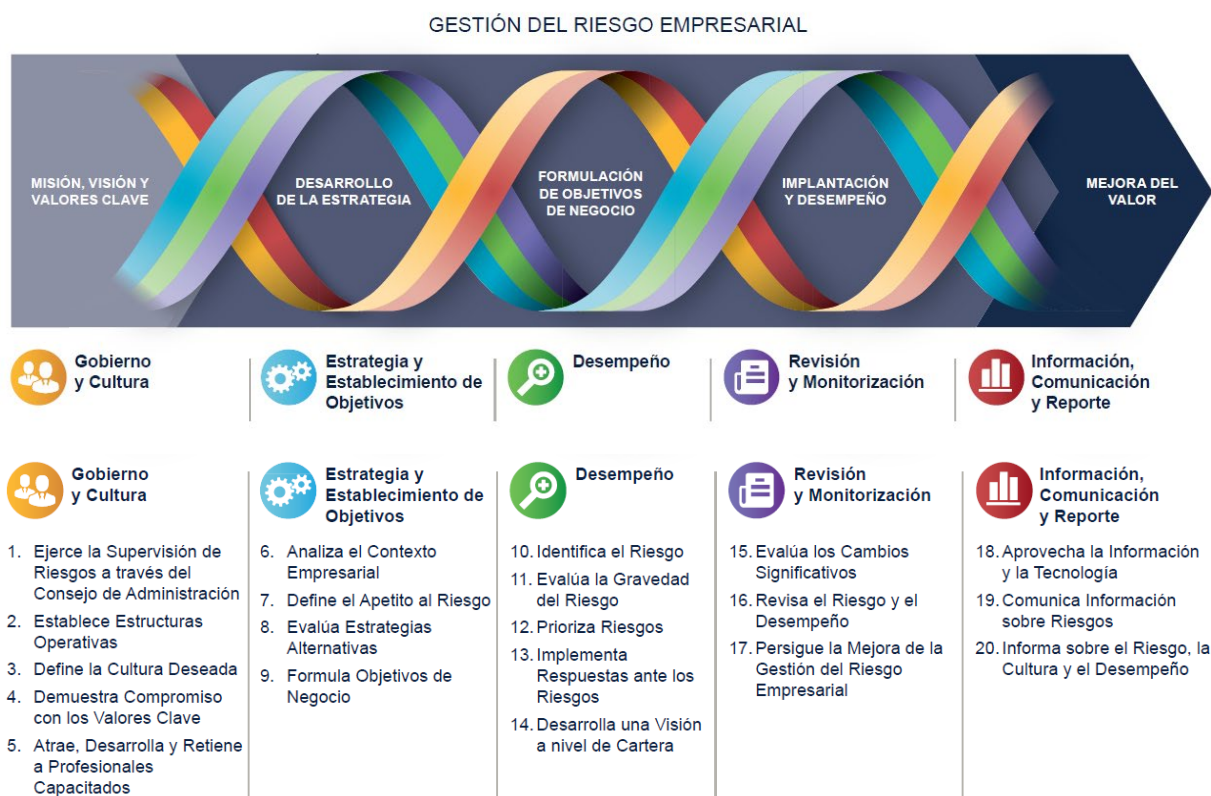 GESTIÓN DEL RIESGO EMPRESARIAL
MISIÓN, VISIÓN Y
VALORES CLAVE
DESARROLLO
DE LA ESTRATEGIA
FORMULACIÓN
DE OBJETIVOS
DE NEGOCIO
IMPLANTACIÓN
Y DESEMPEÑO
MEJORA DEL
VALOR
Gobierno
y Cultura
Estrategia y
Establecimiento de
Objetivos
Desempeño
Revisión
y Monitorización
Información,
Comunicación
y Reporte
Gobierno
y Cultura
1. Ejerce la Supervisión de
Riesgos a través del
Consejo de Administración
2. Establece Estructuras
Operativas
3. Define la Cultura Deseada
4. Demuestra Compromiso
con los Valores Clave
5. Atrae, Desarrolla y Retiene
a Profesionales
Capacitados
Estrategia y
Establecimiento de
Objetivos
6. Analiza el Contexto
Empresarial
7. Define el Apetito al Riesgo
8. Evalúa Estrategias
Alternativas
9. Formula Objetivos de
Negocio
Desempeño
10. Identifica el Riesgo
11. Evalúa la Gravedad
del Riesgo
12. Prioriza Riesgos
13. Implementa
Respuestas ante los
Riesgos
14. Desarrolla una Visión
a nivel de Cartera
Revisión
y Monitorización
15. Evalúa los Cambios
Significativos
16. Revisa el Riesgo y el
Desempeño
17. Persigue la Mejora de la
Gestión del Riesgo
Empresarial
Información,
Comunicación
y Reporte
18. Aprovecha la Información
y la Tecnología
19. Comunica Información
sobre Riesgos
20. Informa sobre el Riesgo, la
Cultura y el Desempeño